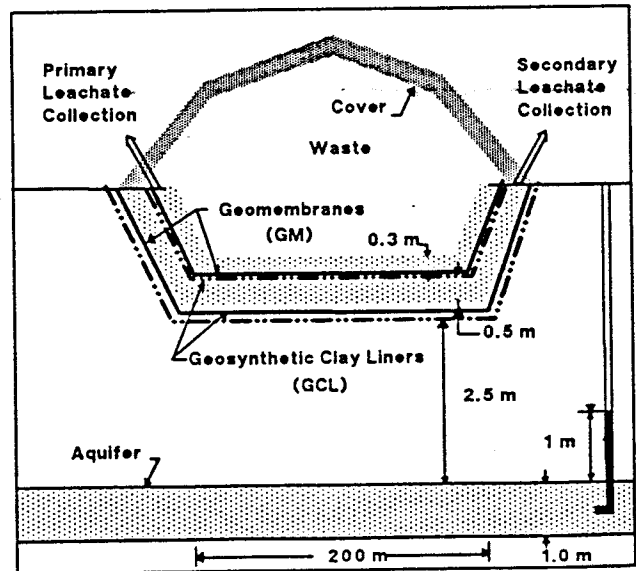 Primary
Leachate
Collection
Secondary
Leachate
Collection
Cover
Waste
Geomembranes
(GM)
0.3 m
0.5 m
Geosynthetic Clay Liners
(GCL)
2.5 m
1 m
Aquifer
200 m
1.0 m